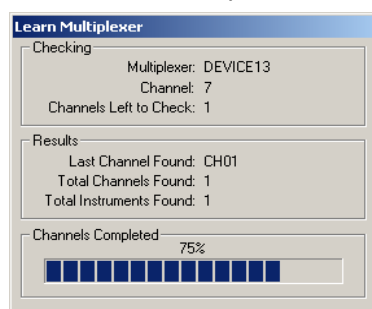 Learn Multiplexer
Checking
Multiplexer: DEVICE13
Channel: 7
Channels Left to Check: 1
Results
Last Channel Found: CH01
Total Channels Found: 1
Total Instruments Found: 1
Channels Completed
75%